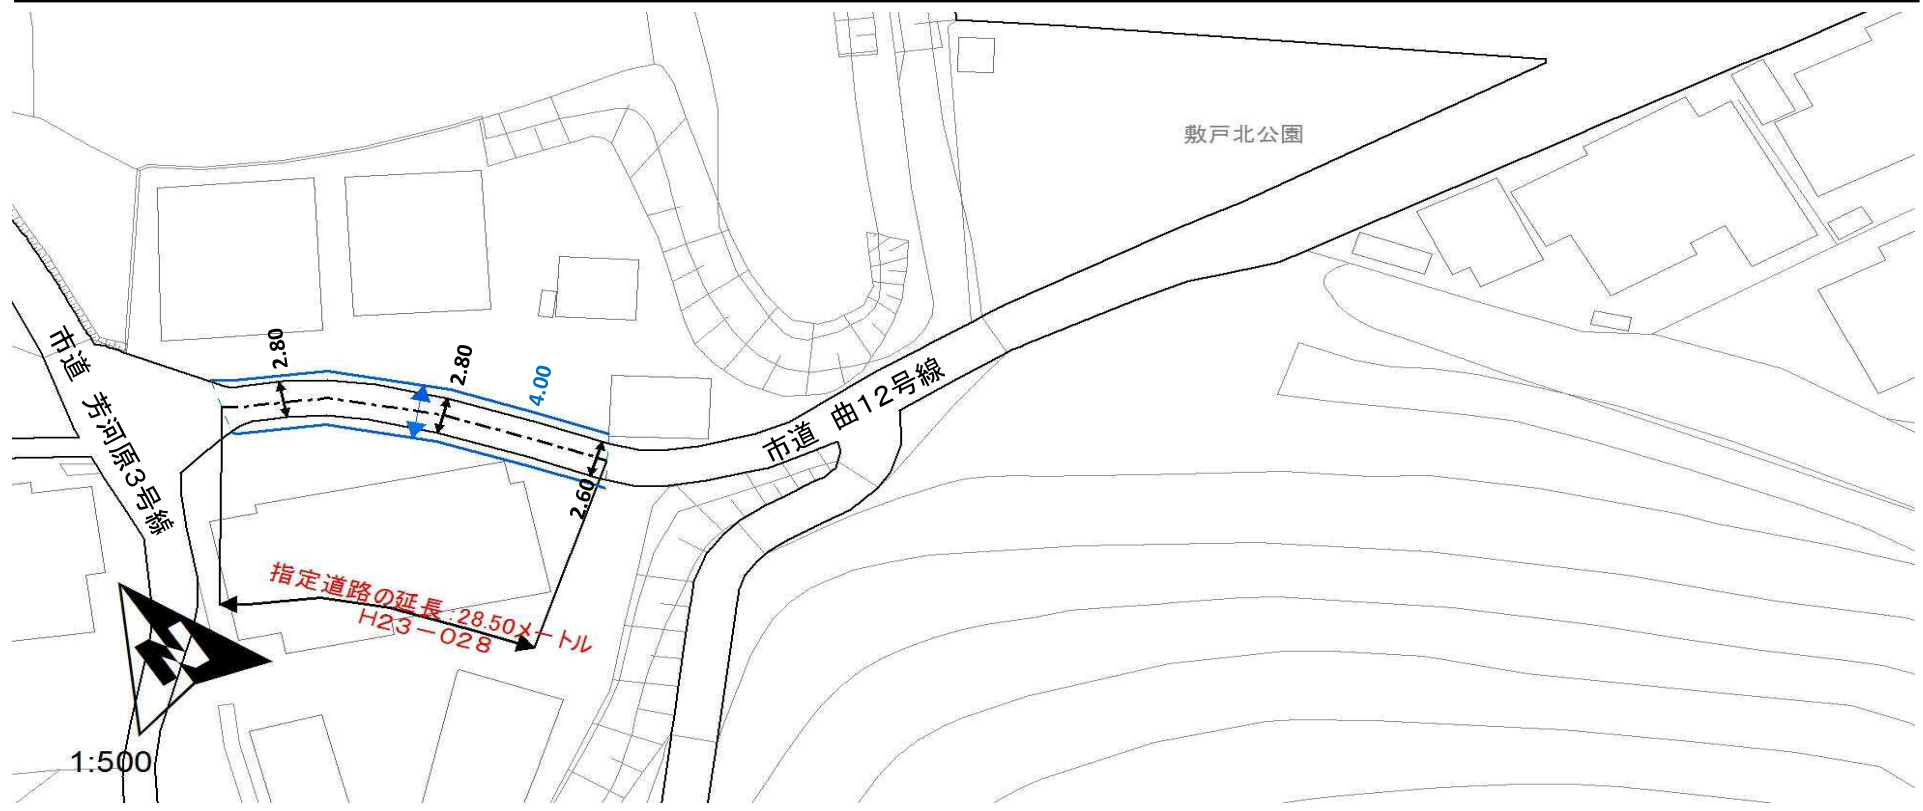 敷戸北公園
2.80
2.80
4.00
市道 芳河原3号線
市道 曲12号線
2.60
指定道路の延長:28.50メートル
H23-028
N
1:500